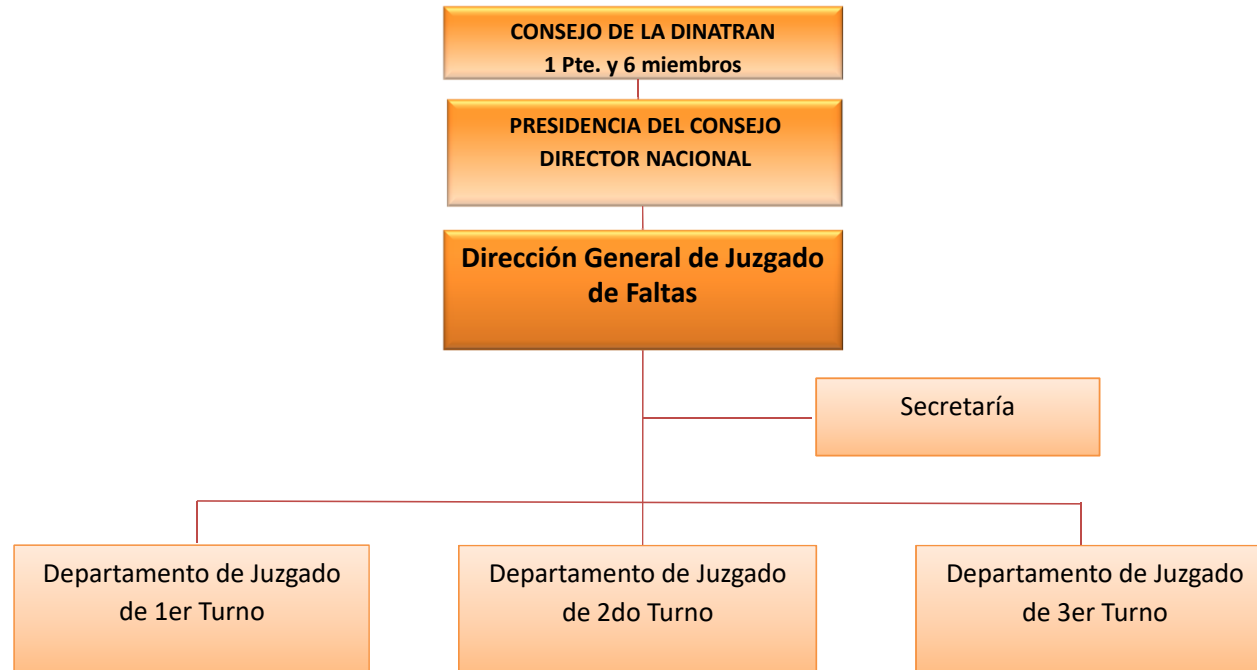 CONSEJO DE LA DINATRAN
1 Pte. y 6 miembros
PRESIDENCIA DEL CONSEJO
DIRECTOR NACIONAL
Dirección General de Juzgado
de Faltas
Secretaría
Departamento de Juzgado
de 1er Turno
Departamento de Juzgado
de 2do Turno
Departamento de Juzgado
de 3er Turno